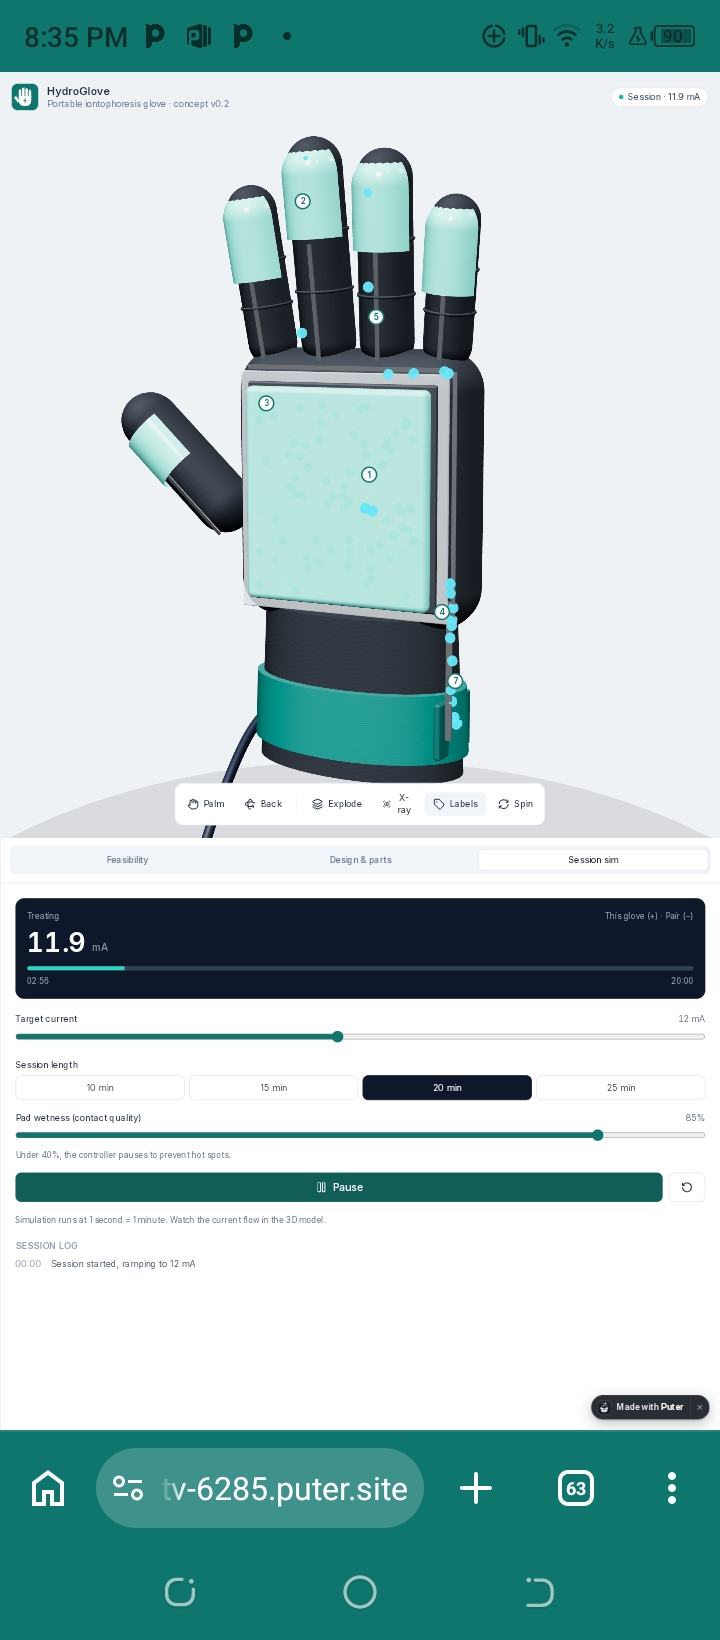 8:35 PM
3.2
K/s
90
HydroGlove
Portable iontophoresis glove · concept v0.2
Session · 11.9 mA
2
5
3
1
4
7
Palm
Back
Explode
X-
ray
Labels
Spin
Feasibility
Design & parts
Session sim
Treating
This glove (+) · Pair (−)
11.9 mA
02:56
20:00
Target current
12 mA
Session length
10 min
15 min
20 min
25 min
Pad wetness (contact quality)
85%
Under 40%, the controller pauses to prevent hot spots.
Pause
Simulation runs at 1 second = 1 minute. Watch the current flow in the 3D model.
SESSION LOG
00:00 Session started, ramping to 12 mA
Made with Puter ×
tv-6285.puter.site
63